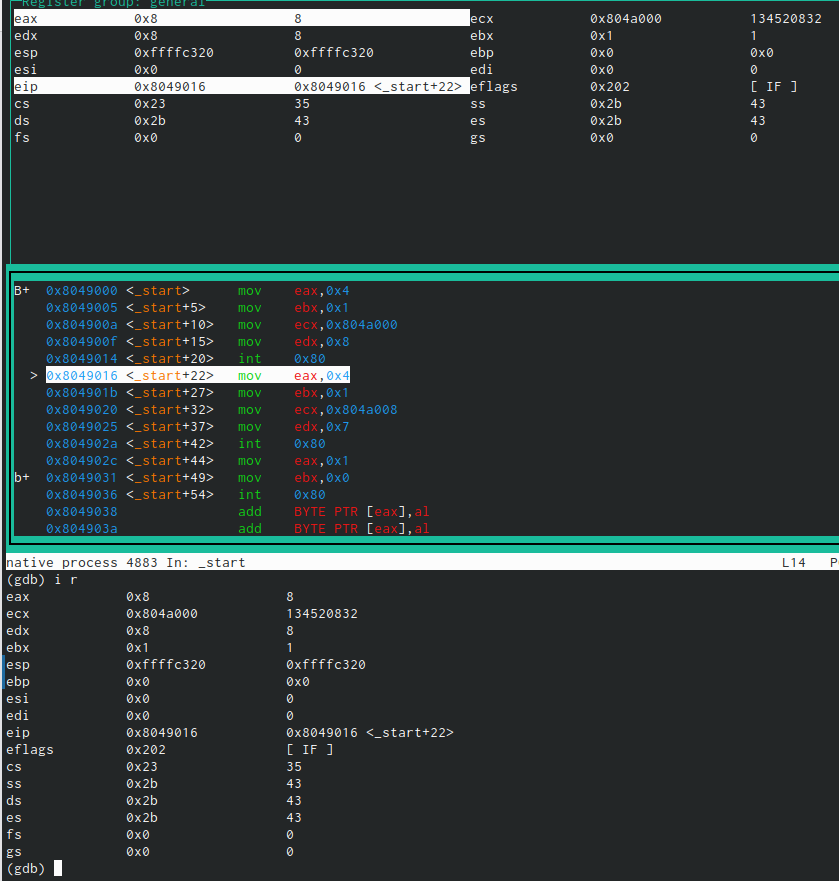 Register group: general
eax 0x8 8 ecx 0x804a000 134520832
edx 0x8 8 ebx 0x1 1
esp 0xffffc320 0xffffc320 ebp 0x0 0x0
esi 0x0 0 edi 0x0 0
eip 0x8049016 0x8049016 <_start+22> eflags 0x202 [ IF ]
cs 0x23 35 ss 0x2b 43
ds 0x2b 43 es 0x2b 43
fs 0x0 0 gs 0x0 0
B+ 0x8049000 <_start> mov eax,0x4
0x8049005 <_start+5> mov ebx,0x1
0x804900a <_start+10> mov ecx,0x804a000
0x804900f <_start+15> mov edx,0x8
0x8049014 <_start+20> int 0x80
> 0x8049016 <_start+22> mov eax,0x4
0x804901b <_start+27> mov ebx,0x1
0x8049020 <_start+32> mov ecx,0x804a008
0x8049025 <_start+37> mov edx,0x7
0x804902a <_start+42> int 0x80
0x804902c <_start+44> mov eax,0x1
b+ 0x8049031 <_start+49> mov ebx,0x0
0x8049036 <_start+54> int 0x80
0x8049038 add BYTE PTR [eax],al
0x804903a add BYTE PTR [eax],al
native process 4883 In: _start L14 P
(gdb) i r
eax 0x8 8
ecx 0x804a000 134520832
edx 0x8 8
ebx 0x1 1
esp 0xffffc320 0xffffc320
ebp 0x0 0x0
esi 0x0 0
edi 0x0 0
eip 0x8049016 0x8049016 <_start+22>
eflags 0x202 [ IF ]
cs 0x23 35
ss 0x2b 43
ds 0x2b 43
es 0x2b 43
fs 0x0 0
gs 0x0 0
(gdb)